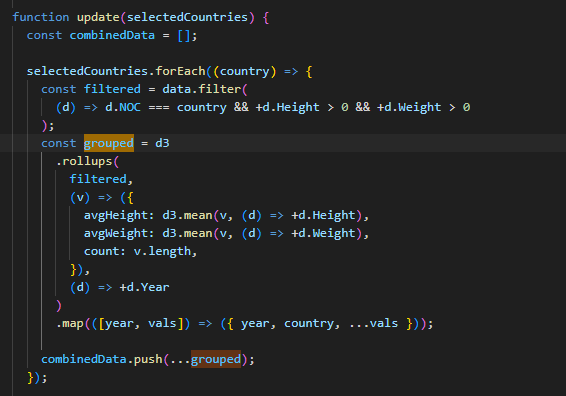 function update(selectedCountries) {
  const combinedData = [];

  selectedCountries.forEach((country) => {
    const filtered = data.filter(
      (d) => d.NOC === country && +d.Height > 0 && +d.Weight > 0
    );
    const grouped = d3
      .rollups(
        filtered,
        (v) => ({
          avgHeight: d3.mean(v, (d) => +d.Height),
          avgWeight: d3.mean(v, (d) => +d.Weight),
          count: v.length,
        }),
        (d) => +d.Year
      )
      .map(([year, vals]) => ({ year, country, ...vals }));

    combinedData.push(...grouped);
  });